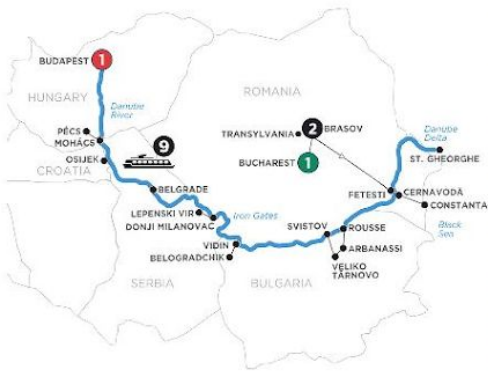 BUDAPEST 1
HUNGARY
Danube
River
PÉCS
MOHÁCS
OSIJEK
CROATIA
9
ROMANIA
TRANSYLVANIA
2
BRASOV
BUCHAREST
1
Danube
Delta
ST. GHEORGHE
FETESTI
CERNAVODĂ
CONSTANTA
Black
Sea
BELGRADE
LEPENSKI VIR
DONJI MILANOVAC
Iron Gates
VIDIN
BELOGRADCHIK
SVISTOV
ROUSSE
ARBANASSI
VELIKO
TÁRNOVO
SERBIA
BULGARIA